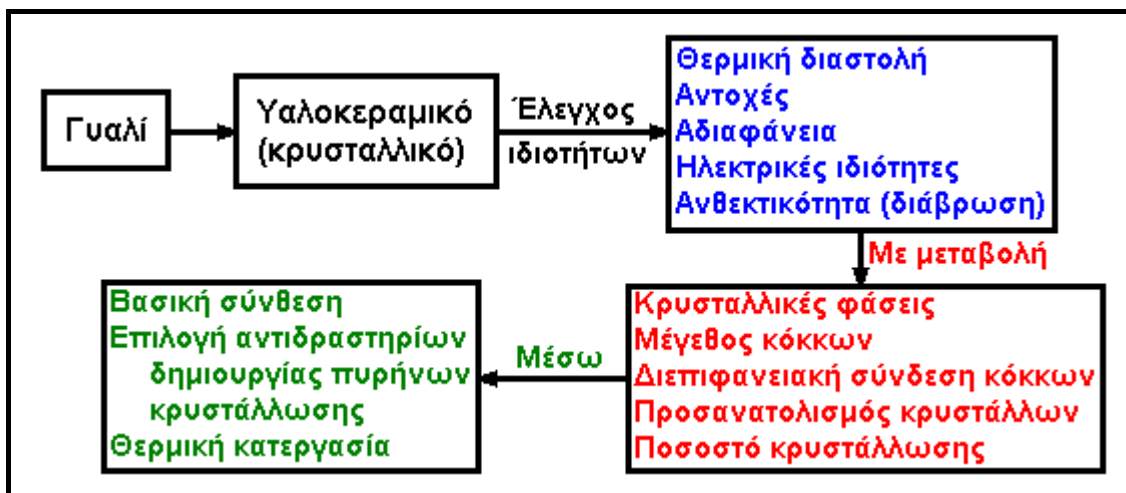 Γυαλί
Υαλοκεραμικό
(κρυσταλλικό)
Έλεγχος
ιδιοτήτων
Θερμική διαστολή
Αντοχές
Αδιαφάνεια
Ηλεκτρικές ιδιότητες
Ανθεκτικότητα (διάβρωση)
Με μεταβολή
Κρυσταλλικές φάσεις
Μέγεθος κόκκων
Διεπιφανειακή σύνδεση κόκκων
Προσανατολισμός κρυστάλλων
Ποσοστό κρυστάλλωσης
Μέσω
Βασική σύνθεση
Επιλογή αντιδραστηρίων
δημιουργίας πυρήνων
κρυστάλλωσης
Θερμική κατεργασία